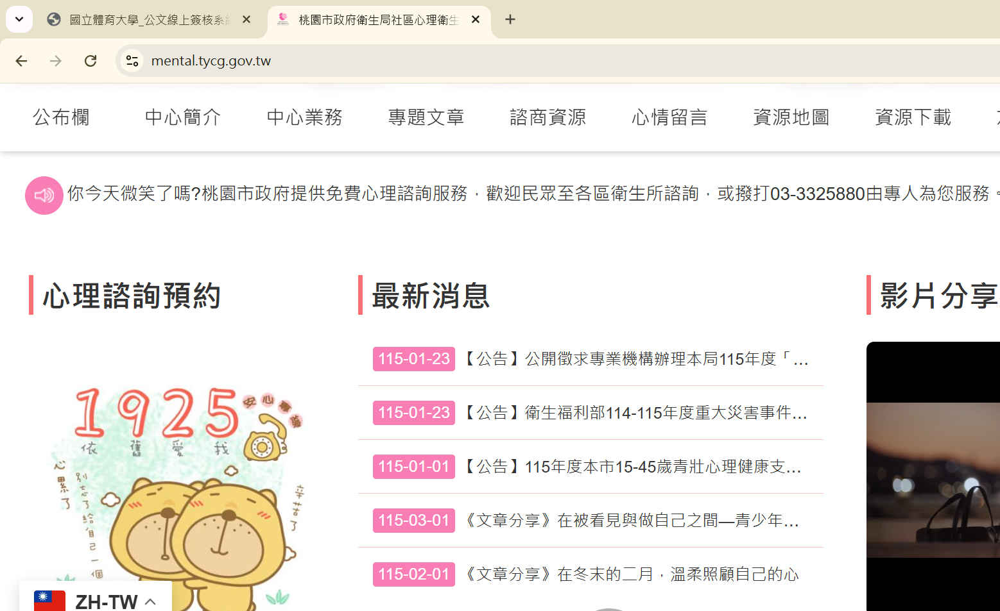 國立體育大學_公文線上簽核系統
桃園市政府衛生局社區心理衛生
mental.tycg.gov.tw
公布欄
中心簡介
中心業務
專題文章
諮商資源
心情留言
資源地圖
資源下載
你今天微笑了嗎?桃園市政府提供免費心理諮詢服務，歡迎民眾至各區衛生所諮詢，或撥打03-3325880由專人為您服務。
心理諮詢預約
1925
安心專線
依舊愛我
心累了
別忘了給自己一個
辛苦了
ZH-TW
最新消息
115-01-23 【公告】公開徵求專業機構辦理本局115年度「...
115-01-23 【公告】衛生福利部114-115年度重大災害事件...
115-01-01 【公告】115年度本市15-45歲青壯心理健康支...
115-03-01 《文章分享》在被看見與做自己之間—青少年...
115-02-01 《文章分享》在冬末的二月，溫柔照顧自己的心
影片分享